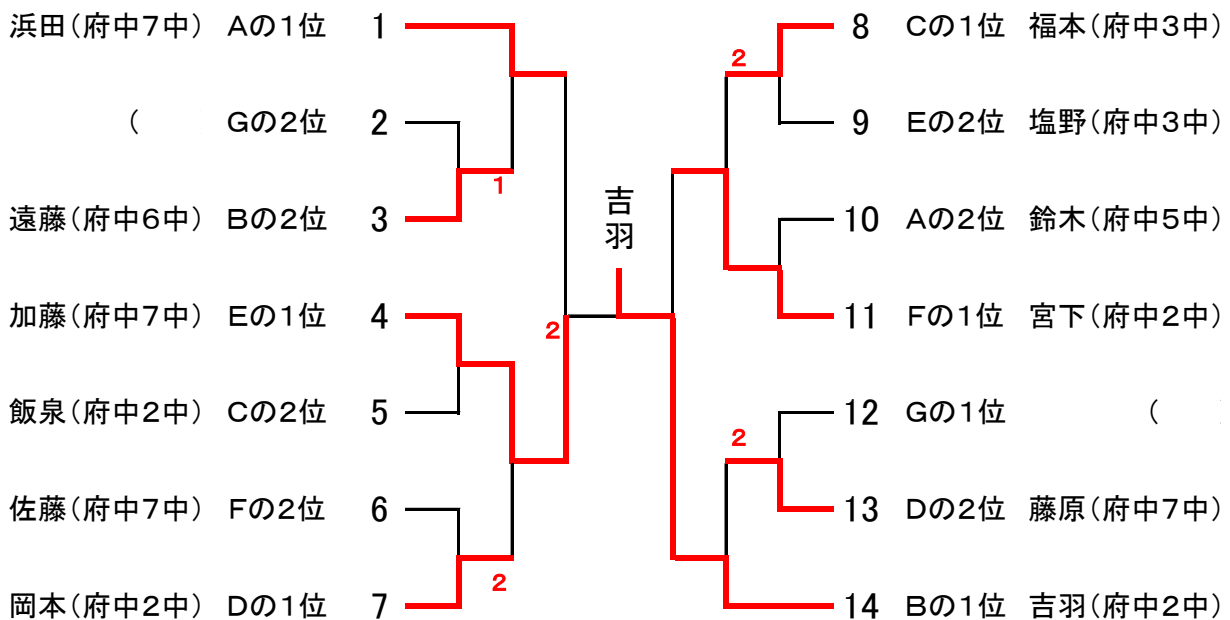 浜田（府中7中） Aの1位 1
（ Gの2位 2
遠藤（府中6中） Bの2位 3
加藤（府中7中） Eの1位 4
飯泉（府中2中） Cの2位 5
佐藤（府中7中） Fの2位 6
岡本（府中2中） Dの1位 7
1
2
2
吉羽
2
2
8 Cの1位 福本（府中3中）
9 Eの2位 塩野（府中3中）
10 Aの2位 鈴木（府中5中）
11 Fの1位 宮下（府中2中）
12 Gの1位 （
13 Dの2位 藤原（府中7中）
14 Bの1位 吉羽（府中2中）